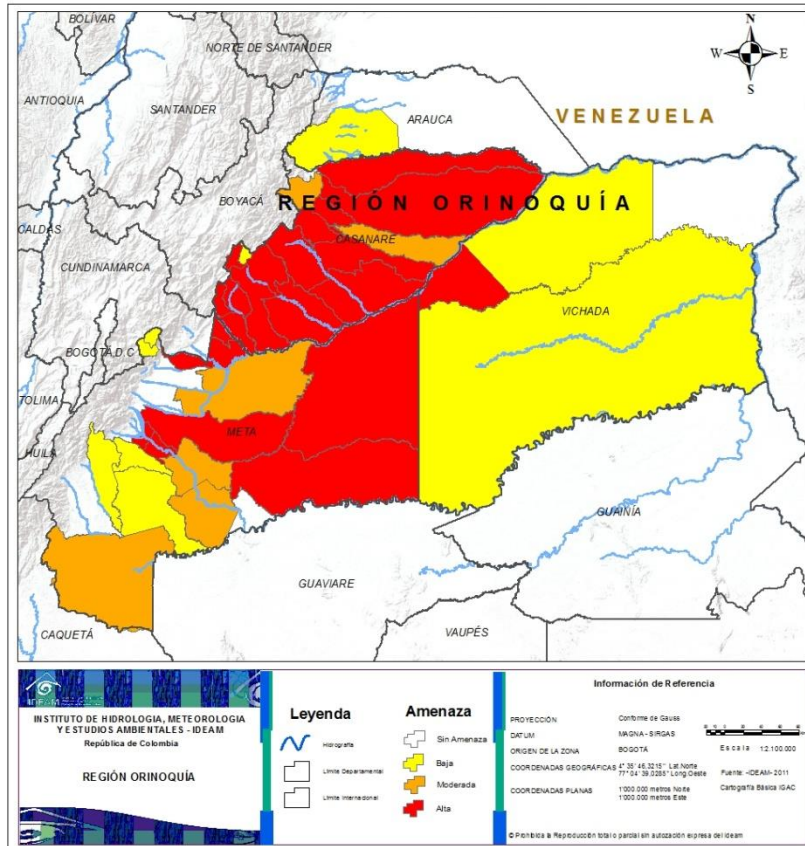 BOLÍVAR
NORTE DE SANTANDER
N
W E
S
ANTIOQUIA
SANTANDER
ARAUCA
VENEZUELA
BOYACÁ
REGIÓN ORINOQUÍA
CALDAS
CASANARE
CUNDINAMARCA
VICHADA
BOGOTÁ D.C
TOLIMA
META
HUILA
GUAINÍA
GUAVIARE
CAQUETÁ
VAUPÉS
IDEAM
INSTITUTO DE HIDROLOGIA, METEOROLOGIA
Y ESTUDIOS AMBIENTALES - IDEAM
República de Colombia
REGIÓN ORINOQUÍA
Leyenda
Hidrografía
Límite Departamental
Límite Internacional
Amenaza
Sin Amenaza
Baja
Moderada
Alta
Información de Referencia
PROYECCIÓN Conforme de Gauss
DATUM MAGNA - SIRGAS
ORIGEN DE LA ZONA BOGOTÁ
COORDENADAS GEOGRÁFICAS 4° 35' 46,3215'' Lat.Norte
77° 04' 39,0285'' Long.Oeste
COORDENADAS PLANAS 1'000.000 metros Norte
1'000.000 metros Este
Escala 1:2.100.000
Fuente: -IDEAM- 2011
Cartografía Básica IGAC
© Prohibida la Reproducción total o parcial sin autozación expresa del Ideam